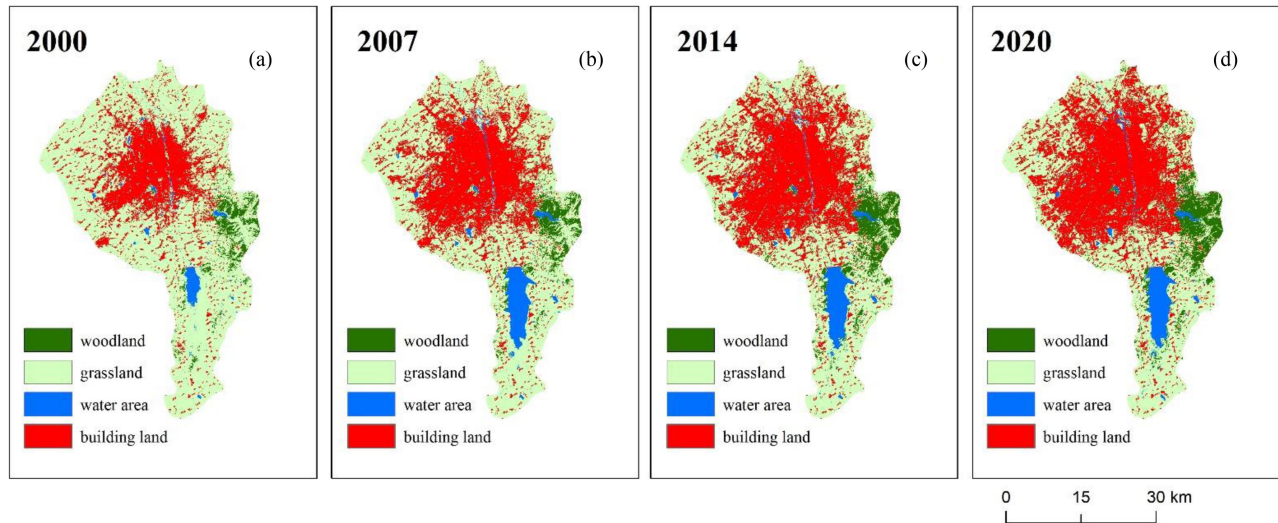 2000
(a)
woodland
grassland
water area
building land
2007
(b)
woodland
grassland
water area
building land
2014
(c)
woodland
grassland
water area
building land
2020
(d)
woodland
grassland
water area
building land
0 15 30 km